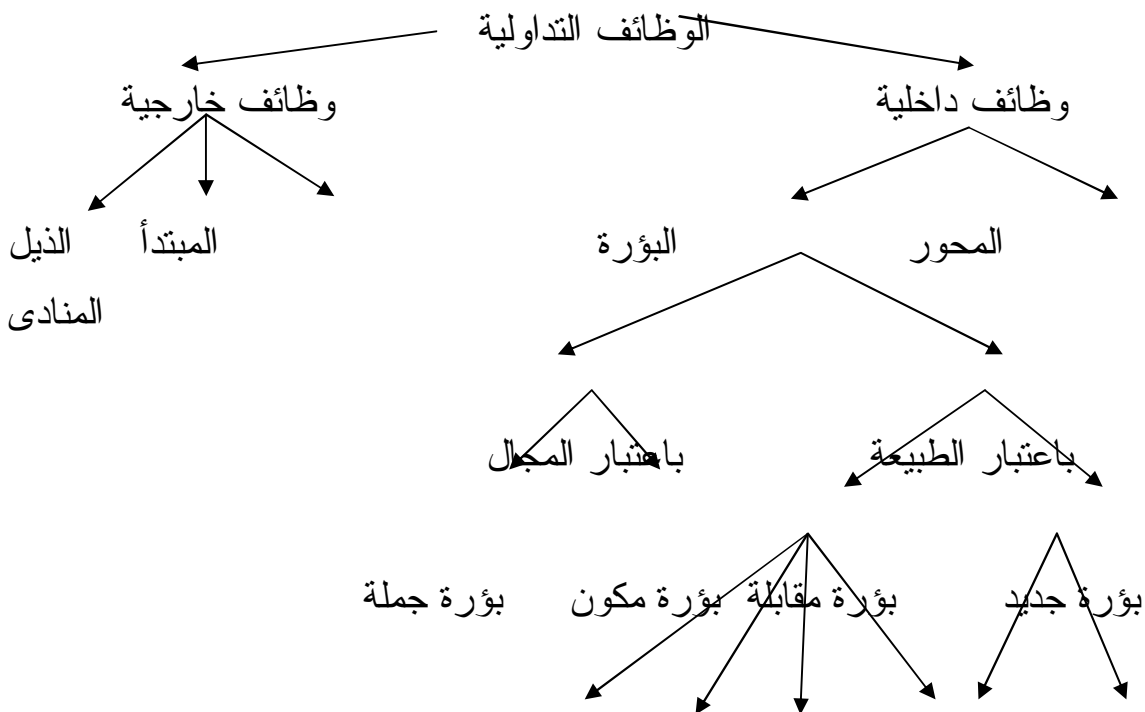 الوظائف التداولية
وظائف داخلية وظائف خارجية
المحور البؤرة المبتدأ الذيل
المنادى
باعتبار الطبيعة باعتبار المجال
بؤرة جديد بؤرة مقابلة بؤرة مكون بؤرة جملة